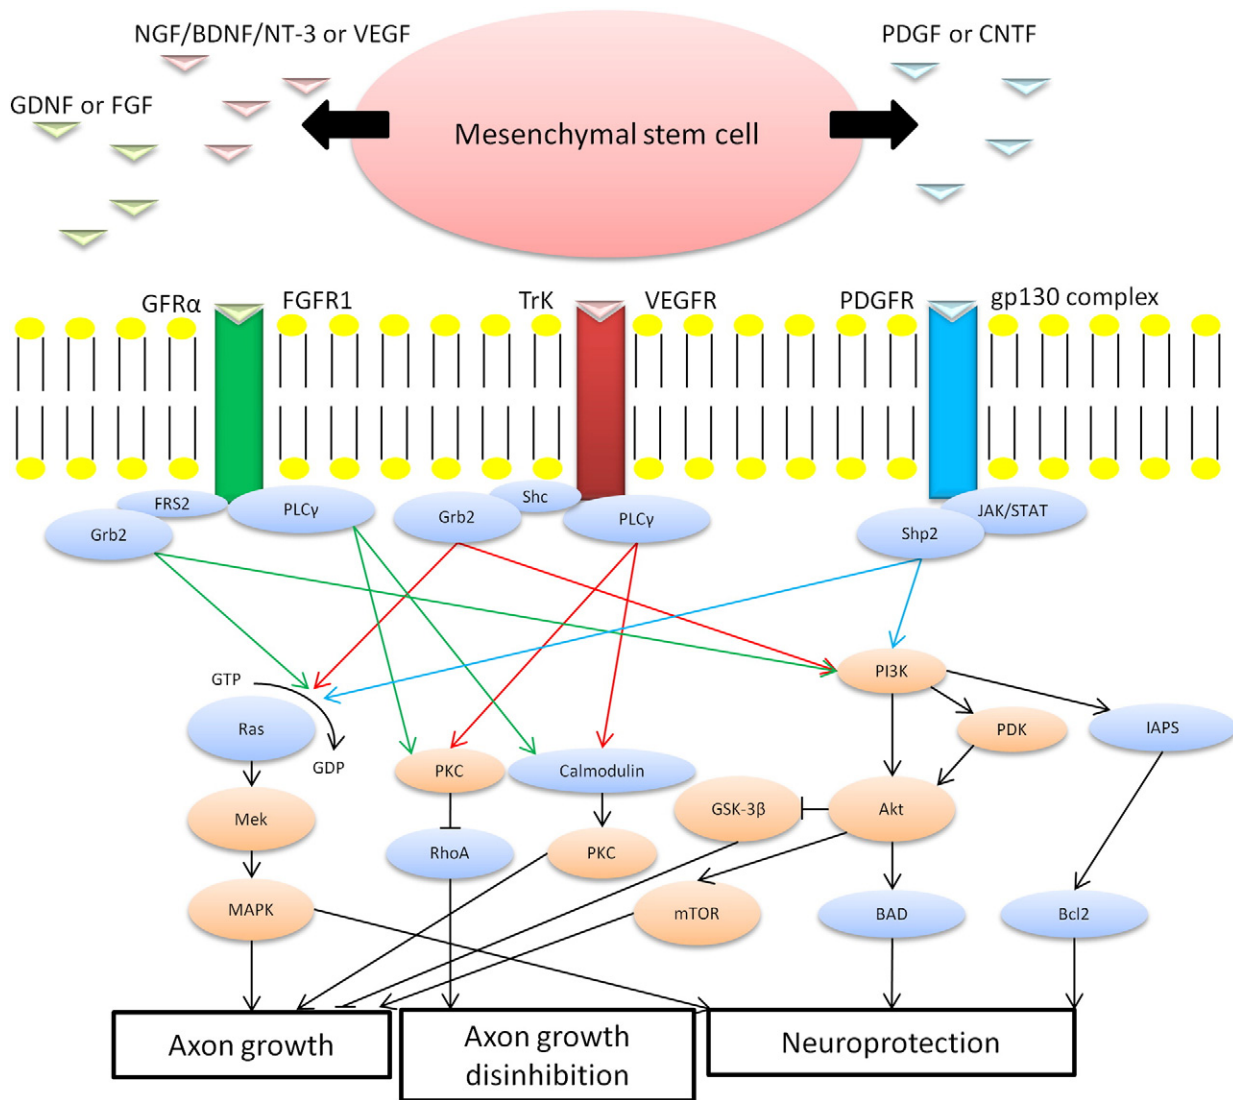 NGF/BDNF/NT-3 or VEGF
PDGF or CNTF
GDNF or FGF
Mesenchymal stem cell
GFRα
FGFR1
TrK
VEGFR
PDGFR
gp130 complex
FRS2
Grb2
PLCγ
Shc
Grb2
PLCγ
JAK/STAT
Shp2
GTP
Ras
GDP
PI3K
PDK
IAPS
PKC
Calmodulin
GSK-3β
Akt
Mek
RhoA
PKC
MAPK
mTOR
BAD
Bcl2
Axon growth
Axon growth
disinhibition
Neuroprotection